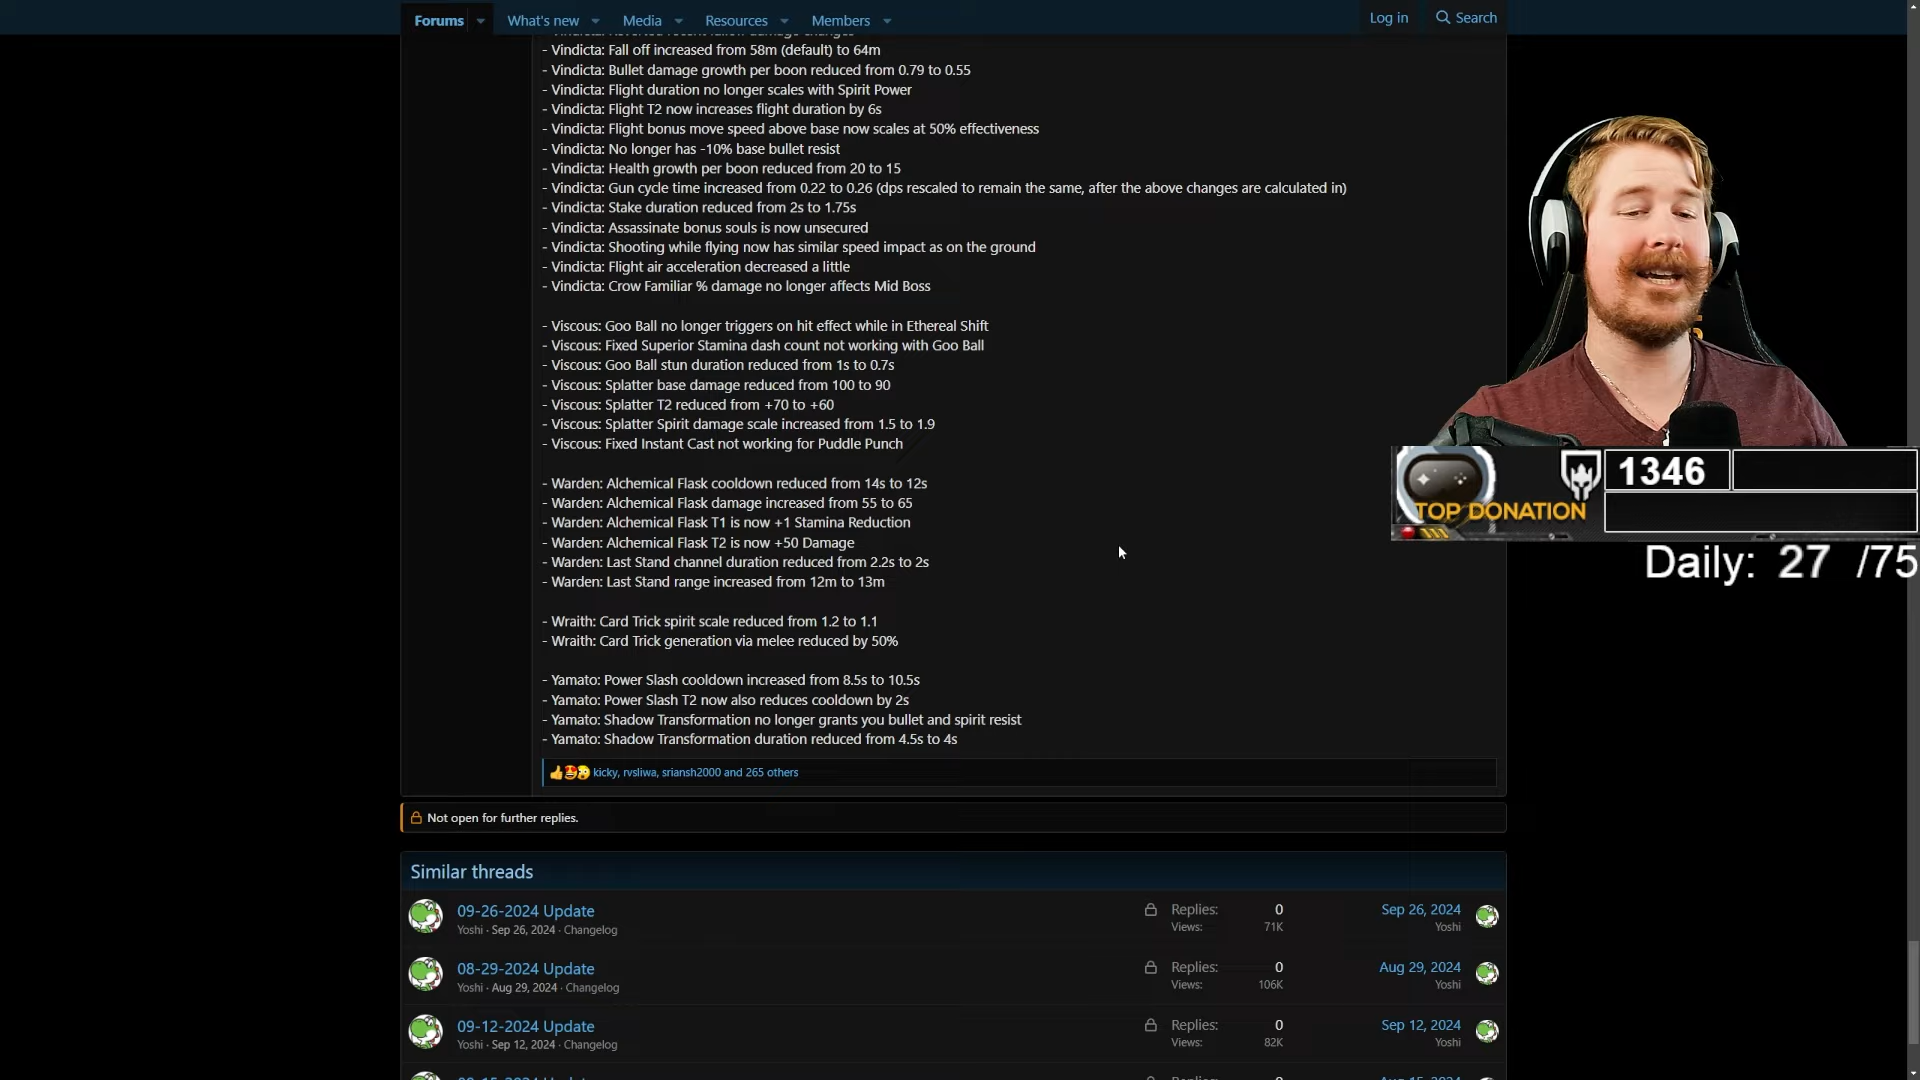 Forums What's new Media Resources Members Log in Search
- Vindicta: Reverted recent falloff damage changes
- Vindicta: Fall off increased from 58m (default) to 64m
- Vindicta: Bullet damage growth per boon reduced from 0.79 to 0.55
- Vindicta: Flight duration no longer scales with Spirit Power
- Vindicta: Flight T2 now increases flight duration by 6s
- Vindicta: Flight bonus move speed above base now scales at 50% effectiveness
- Vindicta: No longer has -10% base bullet resist
- Vindicta: Health growth per boon reduced from 20 to 15
- Vindicta: Gun cycle time increased from 0.22 to 0.26 (dps rescaled to remain the same, after the above changes are calculated in)
- Vindicta: Stake duration reduced from 2s to 1.75s
- Vindicta: Assassinate bonus souls is now unsecured
- Vindicta: Shooting while flying now has similar speed impact as on the ground
- Vindicta: Flight air acceleration decreased a little
- Vindicta: Crow Familiar % damage no longer affects Mid Boss
- Viscous: Goo Ball no longer triggers on hit effect while in Ethereal Shift
- Viscous: Fixed Superior Stamina dash count not working with Goo Ball
- Viscous: Goo Ball stun duration reduced from 1s to 0.7s
- Viscous: Splatter base damage reduced from 100 to 90
- Viscous: Splatter T2 reduced from +70 to +60
- Viscous: Splatter Spirit damage scale increased from 1.5 to 1.9
- Viscous: Fixed Instant Cast not working for Puddle Punch
- Warden: Alchemical Flask cooldown reduced from 14s to 12s
- Warden: Alchemical Flask damage increased from 55 to 65
- Warden: Alchemical Flask T1 is now +1 Stamina Reduction
- Warden: Alchemical Flask T2 is now +50 Damage
- Warden: Last Stand channel duration reduced from 2.2s to 2s
- Warden: Last Stand range increased from 12m to 13m
- Wraith: Card Trick spirit scale reduced from 1.2 to 1.1
- Wraith: Card Trick generation via melee reduced by 50%
- Yamato: Power Slash cooldown increased from 8.5s to 10.5s
- Yamato: Power Slash T2 now also reduces cooldown by 2s
- Yamato: Shadow Transformation no longer grants you bullet and spirit resist
- Yamato: Shadow Transformation duration reduced from 4.5s to 4s
kicky, rvsliwa, sriansh2000 and 265 others
Not open for further replies.
Similar threads
09-26-2024 Update Replies: 0 Sep 26, 2024
Yoshi · Sep 26, 2024 · Changelog Views: 71K Yoshi
08-29-2024 Update Replies: 0 Aug 29, 2024
Yoshi · Aug 29, 2024 · Changelog Views: 106K Yoshi
09-12-2024 Update Replies: 0 Sep 12, 2024
Yoshi · Sep 12, 2024 · Changelog Views: 82K Yoshi
1346
TOP DONATION
Daily: 27 /75